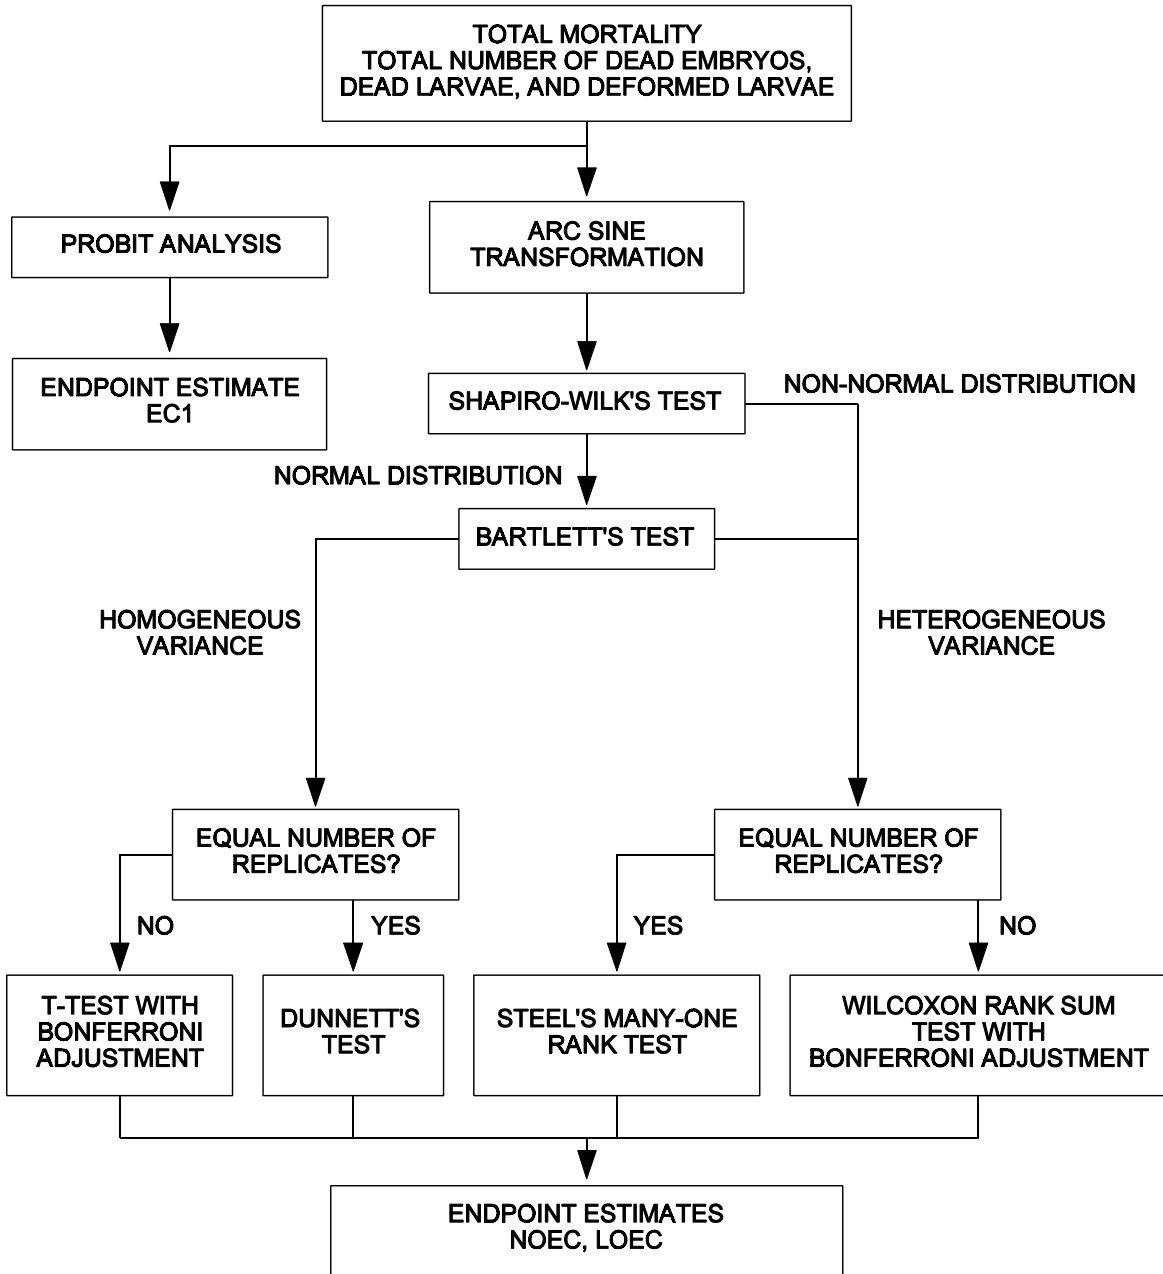 TOTAL MORTALITY
TOTAL NUMBER OF DEAD EMBRYOS,
DEAD LARVAE, AND DEFORMED LARVAE
PROBIT ANALYSIS
ARC SINE
TRANSFORMATION
ENDPOINT ESTIMATE
EC1
SHAPIRO-WILK'S TEST
NON-NORMAL DISTRIBUTION
NORMAL DISTRIBUTION
BARTLETT'S TEST
HOMOGENEOUS
VARIANCE
HETEROGENEOUS
VARIANCE
EQUAL NUMBER OF
REPLICATES?
EQUAL NUMBER OF
REPLICATES?
NO
YES
YES
NO
T-TEST WITH
BONFERRONI
ADJUSTMENT
DUNNETT'S
TEST
STEEL'S MANY-ONE
RANK TEST
WILCOXON RANK SUM
TEST WITH
BONFERRONI ADJUSTMENT
ENDPOINT ESTIMATES
NOEC, LOEC